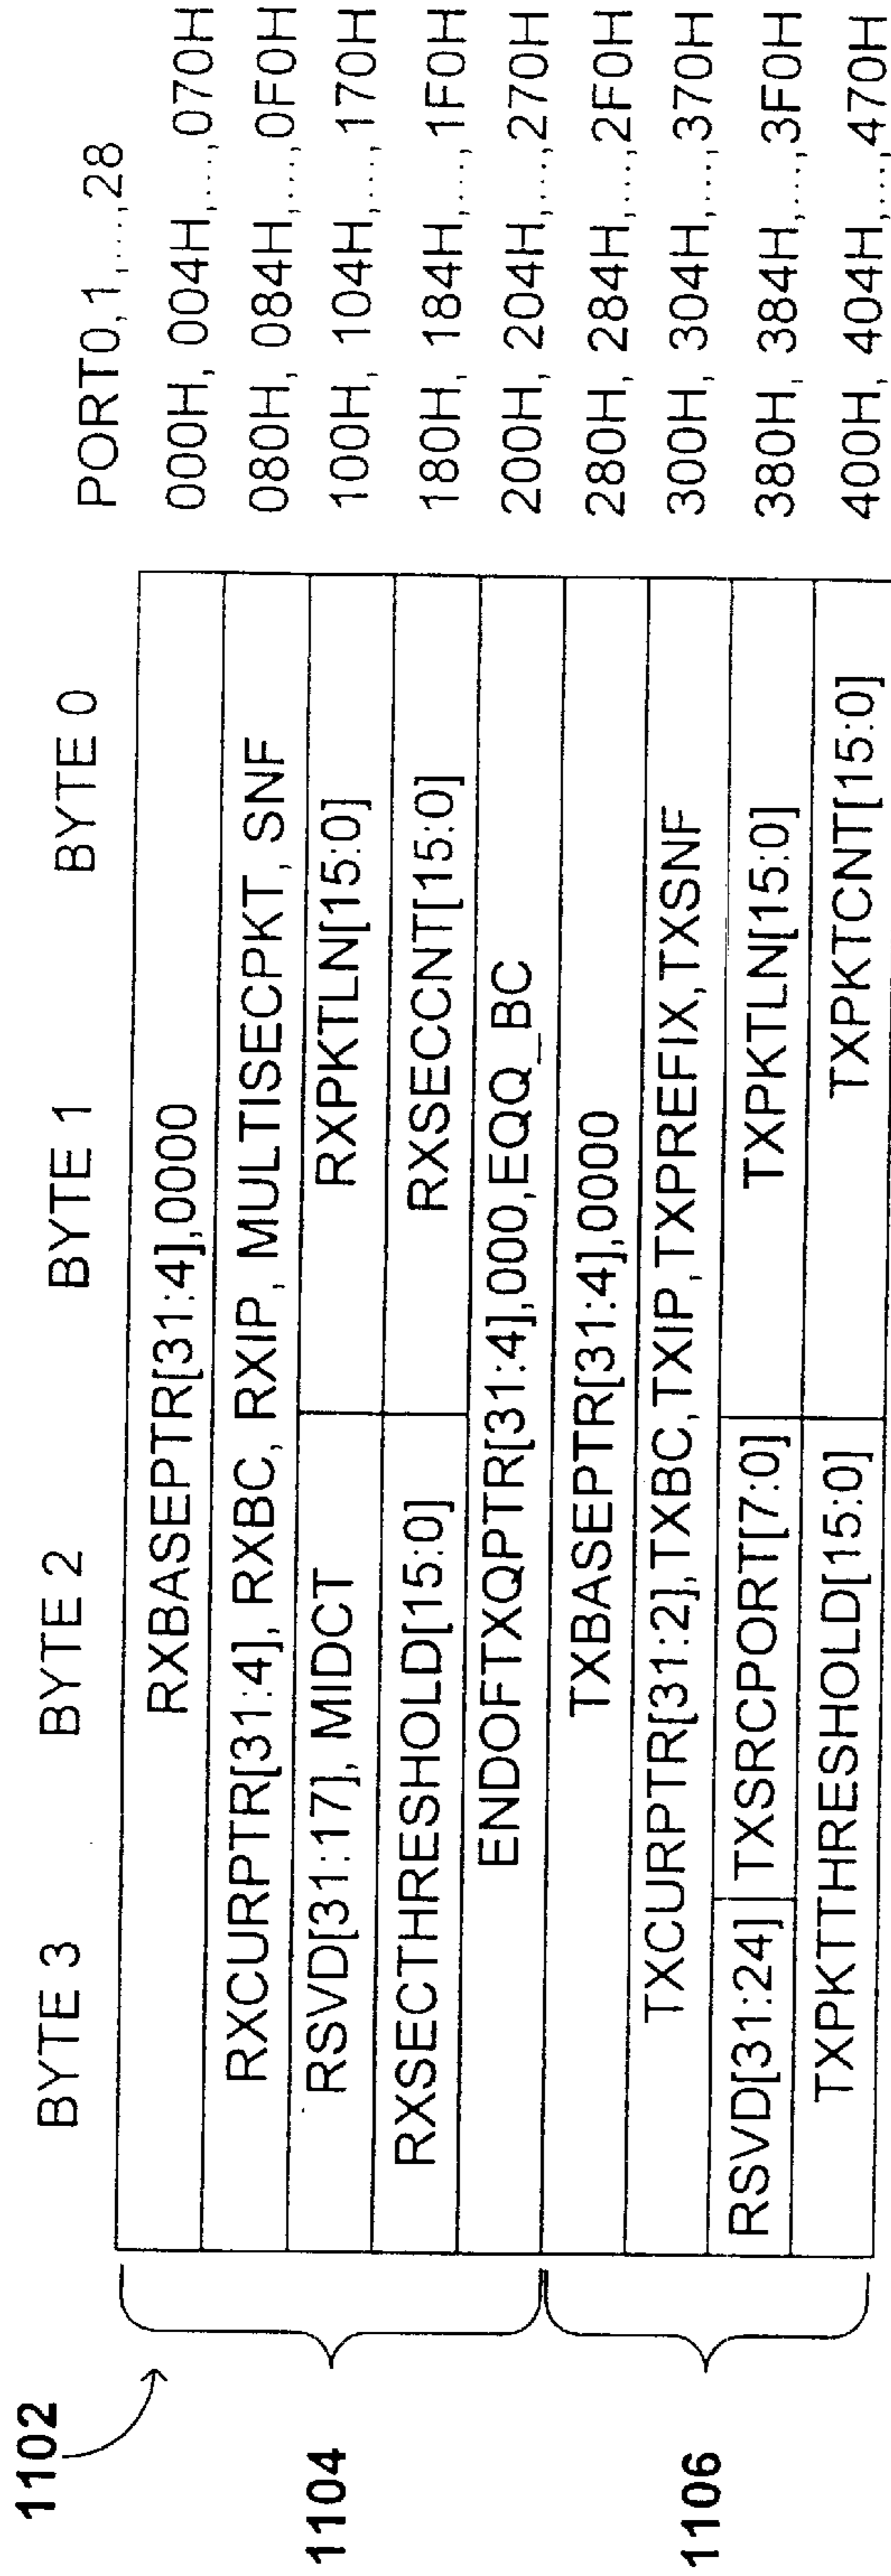 1102
BYTE 3 BYTE 2 BYTE 1 BYTE 0 PORT0,1,...,28
1104
RXBASEPTR[31:4],0000 000H, 004H,...,070H
RXCURPTR[31:4], RXBC, RXIP, MULTISECPKT, SNF 080H, 084H,...,0F0H
RSVD[31:17], MIDCT RXPKTLN[15:0] 100H, 104H,...,170H
RXSECTHRESHOLD[15:0] RXSECCNT[15:0] 180H, 184H,...,1F0H
ENDOFTXQPTR[31:4],000,EQQ_BC 200H, 204H,...,270H
1106
TXBASEPTR[31:4],0000 280H, 284H,...,2F0H
TXCURPTR[31:2],TXBC,TXIP,TXPREFIX,TXSNF 300H, 304H,...,370H
RSVD[31:24] TXSRCPORT[7:0] TXPKTLN[15:0] 380H, 384H,...,3F0H
TXPKTTHRESHOLD[15:0] TXPKTCNT[15:0] 400H, 404H,...,470H